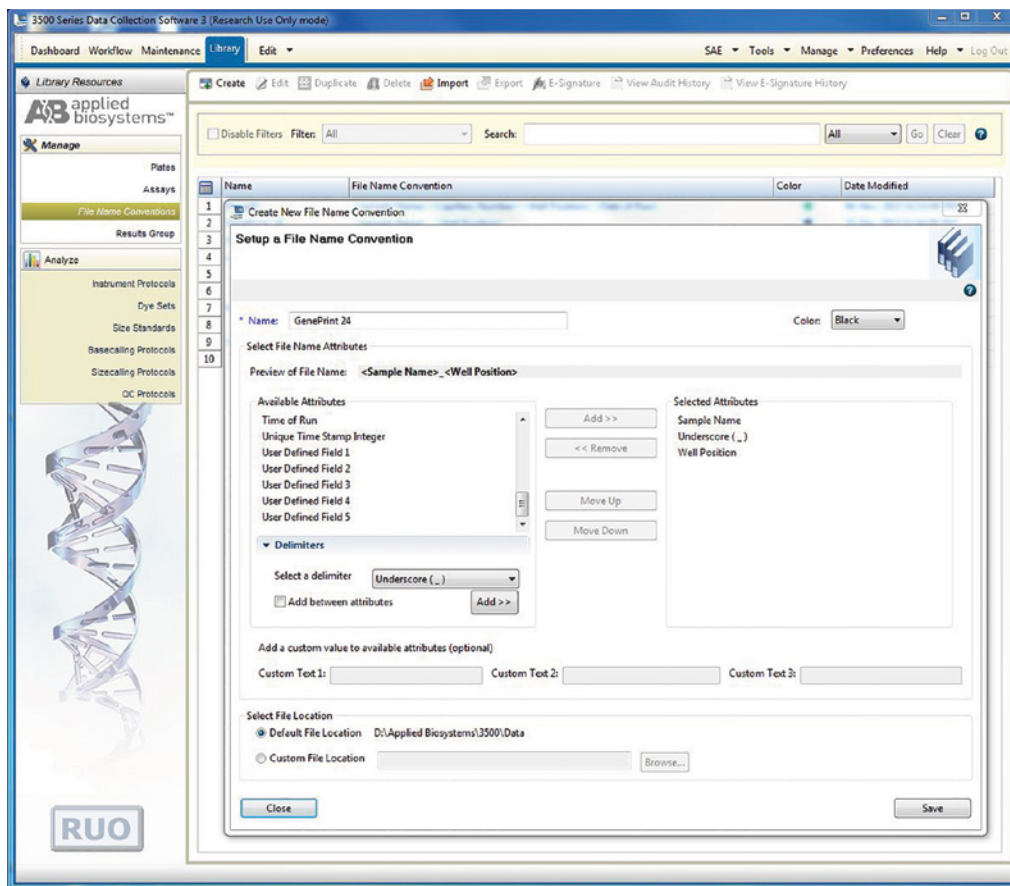 3500 Series Data Collection Software 3 (Research Use Only mode)
Dashboard Workflow Maintenance Library Edit SAE Tools Manage Preferences Help Log Out
Library Resources
Create Edit Duplicate Delete Import Export E-Signature View Audit History View E-Signature History
AB applied biosystems™
Disable Filters Filter: All Search: All Go Clear
Manage
Plates
Assays
File Name Conventions
Results Group
Analyze
Instrument Protocols
Dye Sets
Size Standards
Basecalling Protocols
Sizecalling Protocols
QC Protocols
RUO
Name File Name Convention Color Date Modified
1
2
3
4
5
6
7
8
9
10
Create New File Name Convention
Setup a File Name Convention
* Name: GenePrint 24 Color: Black
Select File Name Attributes
Preview of File Name: <Sample Name>_<Well Position>
Available Attributes
Time of Run
Unique Time Stamp Integer
User Defined Field 1
User Defined Field 2
User Defined Field 3
User Defined Field 4
User Defined Field 5
Delimiters
Select a delimiter Underscore ( _ )
Add between attributes Add >>
Add >>
<< Remove
Move Up
Move Down
Selected Attributes
Sample Name
Underscore ( _ )
Well Position
Add a custom value to available attributes (optional)
Custom Text 1: Custom Text 2: Custom Text 3:
Select File Location
Default File Location D:\Applied Biosystems\3500\Data
Custom File Location Browse...
Close Save